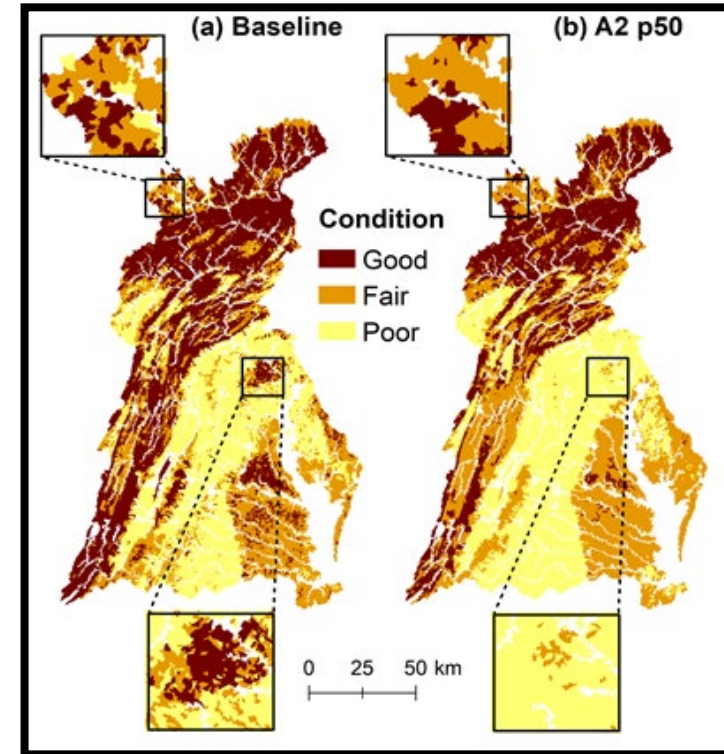 (a) Baseline
(b) A2 p50
Condition
Good
Fair
Poor
0 25 50 km